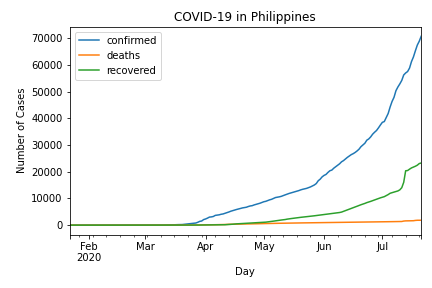 COVID-19 in Philippines
confirmed
deaths
recovered
Number of Cases
70000
60000
50000
40000
30000
20000
10000
0
Feb Mar Apr May Jun Jul
2020
Day